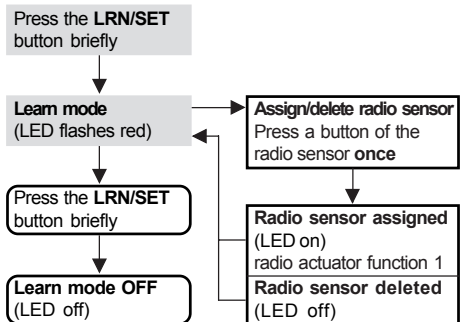 Press the LRN/SET
button briefly
Learn mode
(LED flashes red)
Press the LRN/SET
button briefly
Learn mode OFF
(LED off)
Assign/delete radio sensor
Press a button of the
radio sensor once
Radio sensor assigned
(LED on)
radio actuator function 1
Radio sensor deleted
(LED off)